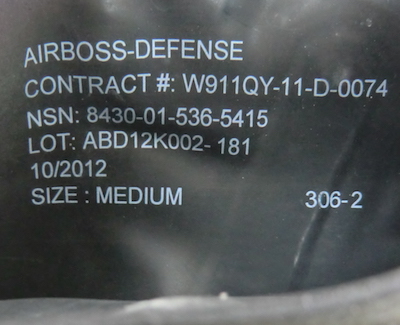 AIRBOSS-DEFENSE
CONTRACT #: W911QY-11-D-0074
NSN: 8430-01-536-5415
LOT: ABD12K002- 181
10/2012
SIZE : MEDIUM 306-2